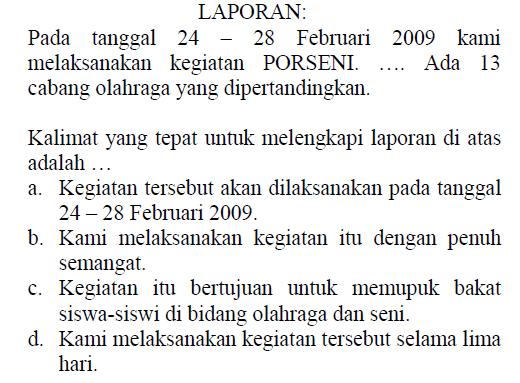 LAPORAN:
Pada tanggal 24 – 28 Februari 2009 kami
melaksanakan kegiatan PORSENI. …. Ada 13
cabang olahraga yang dipertandingkan.
Kalimat yang tepat untuk melengkapi laporan di atas
adalah …
a. Kegiatan tersebut akan dilaksanakan pada tanggal
24 – 28 Februari 2009.
b. Kami melaksanakan kegiatan itu dengan penuh
semangat.
c. Kegiatan itu bertujuan untuk memupuk bakat
siswa-siswi di bidang olahraga dan seni.
d. Kami melaksanakan kegiatan tersebut selama lima
hari.